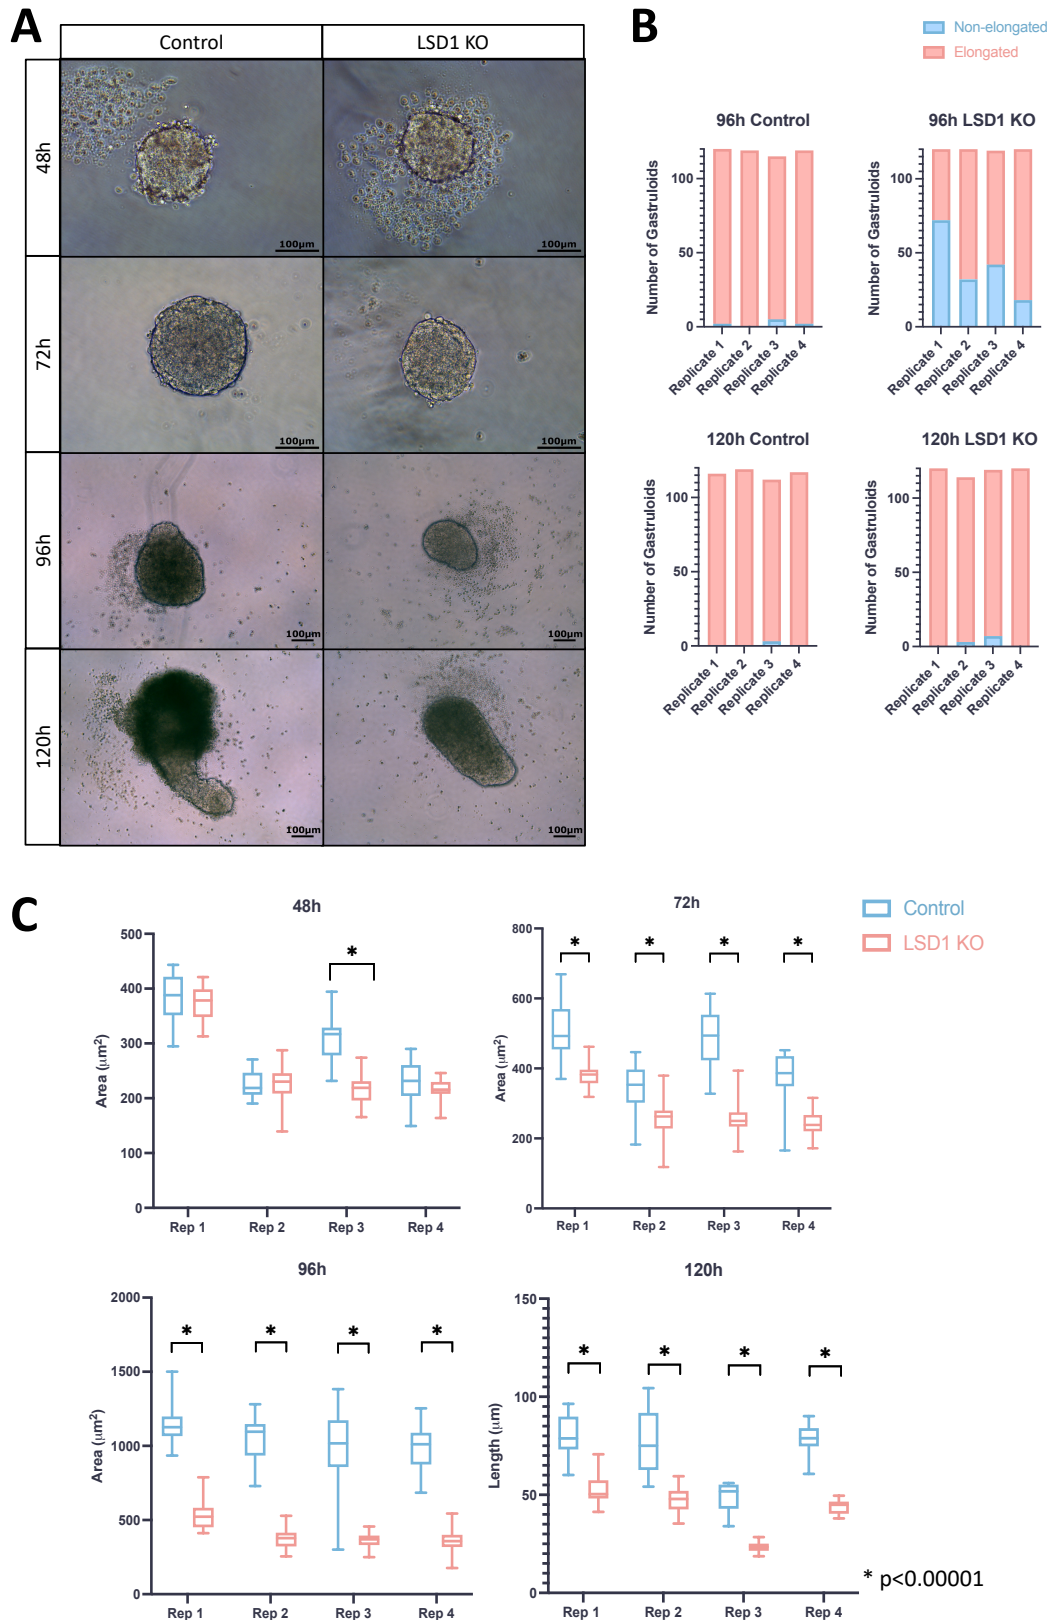 A
Control
LSD1 KO
48h
100μm
100μm
72h
100μm
100μm
96h
100μm
100μm
120h
100μm
100μm
B
Non-elongated
Elongated
96h Control
Number of Gastruloids
100
50
0
Replicate 1
Replicate 2
Replicate 3
Replicate 4
96h LSD1 KO
Number of Gastruloids
100
50
0
Replicate 1
Replicate 2
Replicate 3
Replicate 4
120h Control
Number of Gastruloids
100
50
0
Replicate 1
Replicate 2
Replicate 3
Replicate 4
120h LSD1 KO
Number of Gastruloids
100
50
0
Replicate 1
Replicate 2
Replicate 3
Replicate 4
C
Control
LSD1 KO
48h
Area (μm²)
500
400
300
200
100
0
*
Rep 1
Rep 2
Rep 3
Rep 4
72h
Area (μm²)
800
600
400
200
0
* * * *
Rep 1
Rep 2
Rep 3
Rep 4
96h
Area (μm²)
2000
1500
1000
500
0
* * * *
Rep 1
Rep 2
Rep 3
Rep 4
120h
Length (μm)
150
100
50
0
* * * *
Rep 1
Rep 2
Rep 3
Rep 4
* p<0.00001